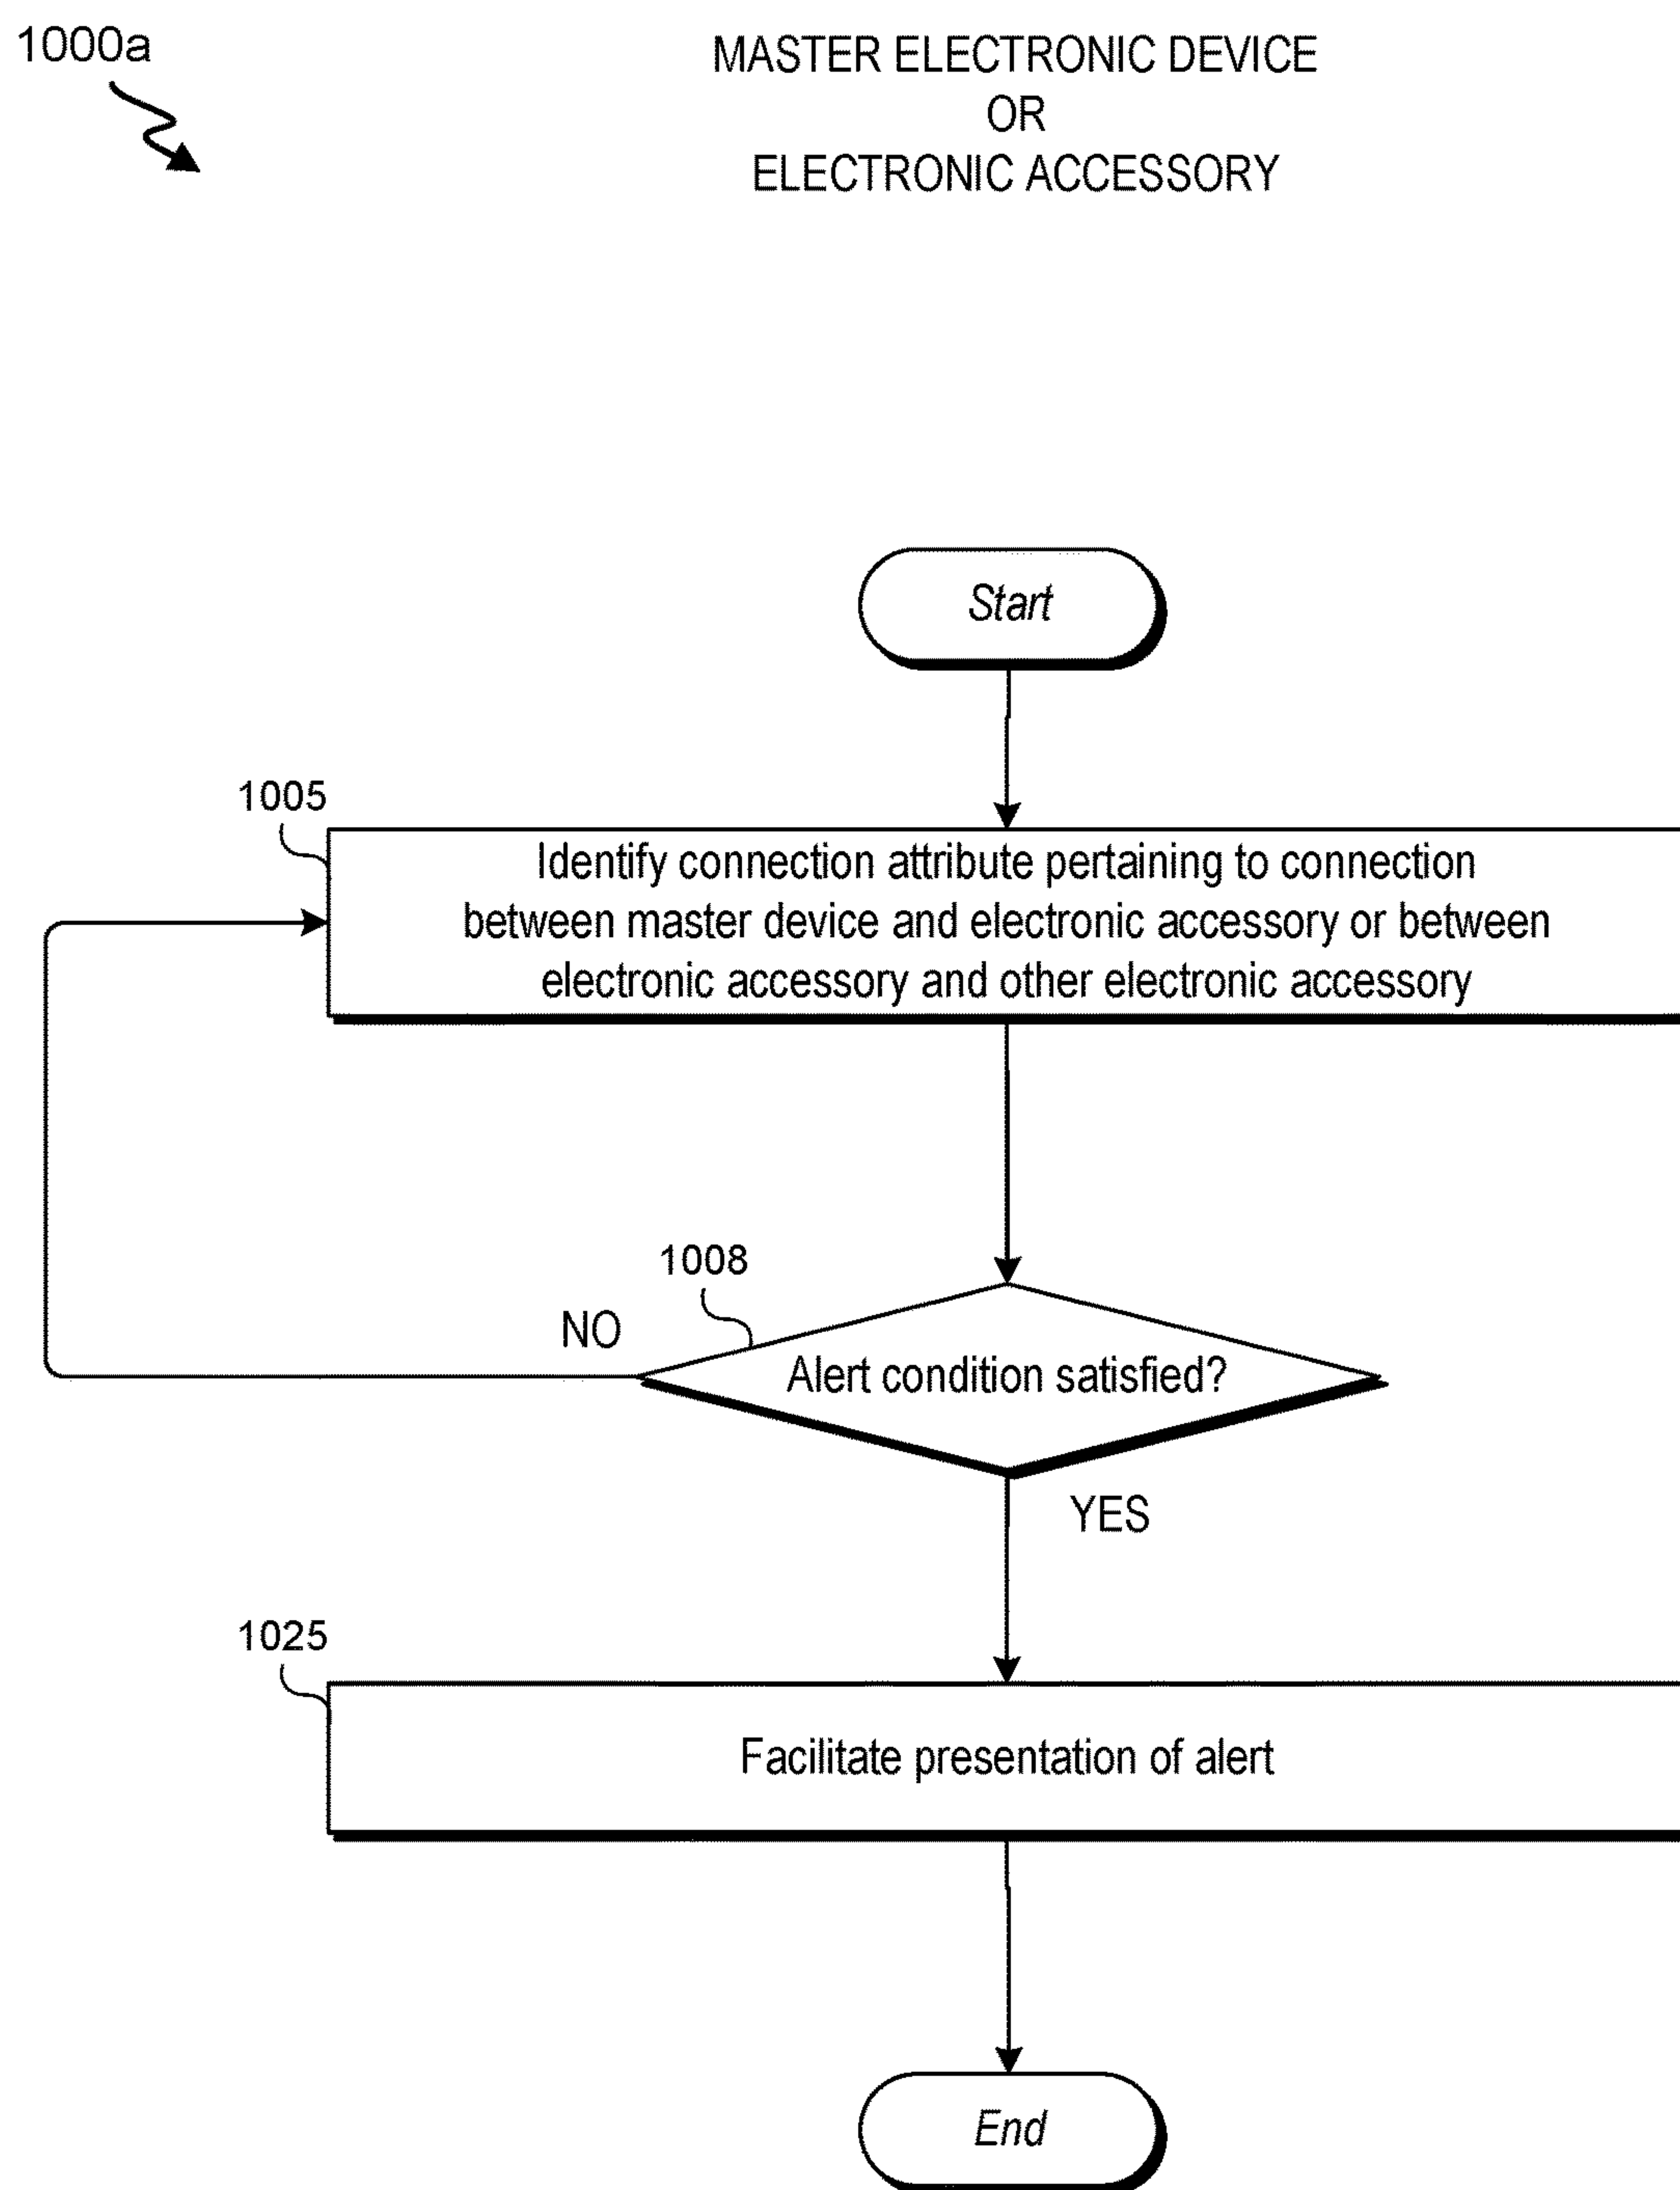 1000a
MASTER ELECTRONIC DEVICE
OR
ELECTRONIC ACCESSORY
Start
1005
Identify connection attribute pertaining to connection
between master device and electronic accessory or between
electronic accessory and other electronic accessory
1008
NO
Alert condition satisfied?
YES
1025
Facilitate presentation of alert
End